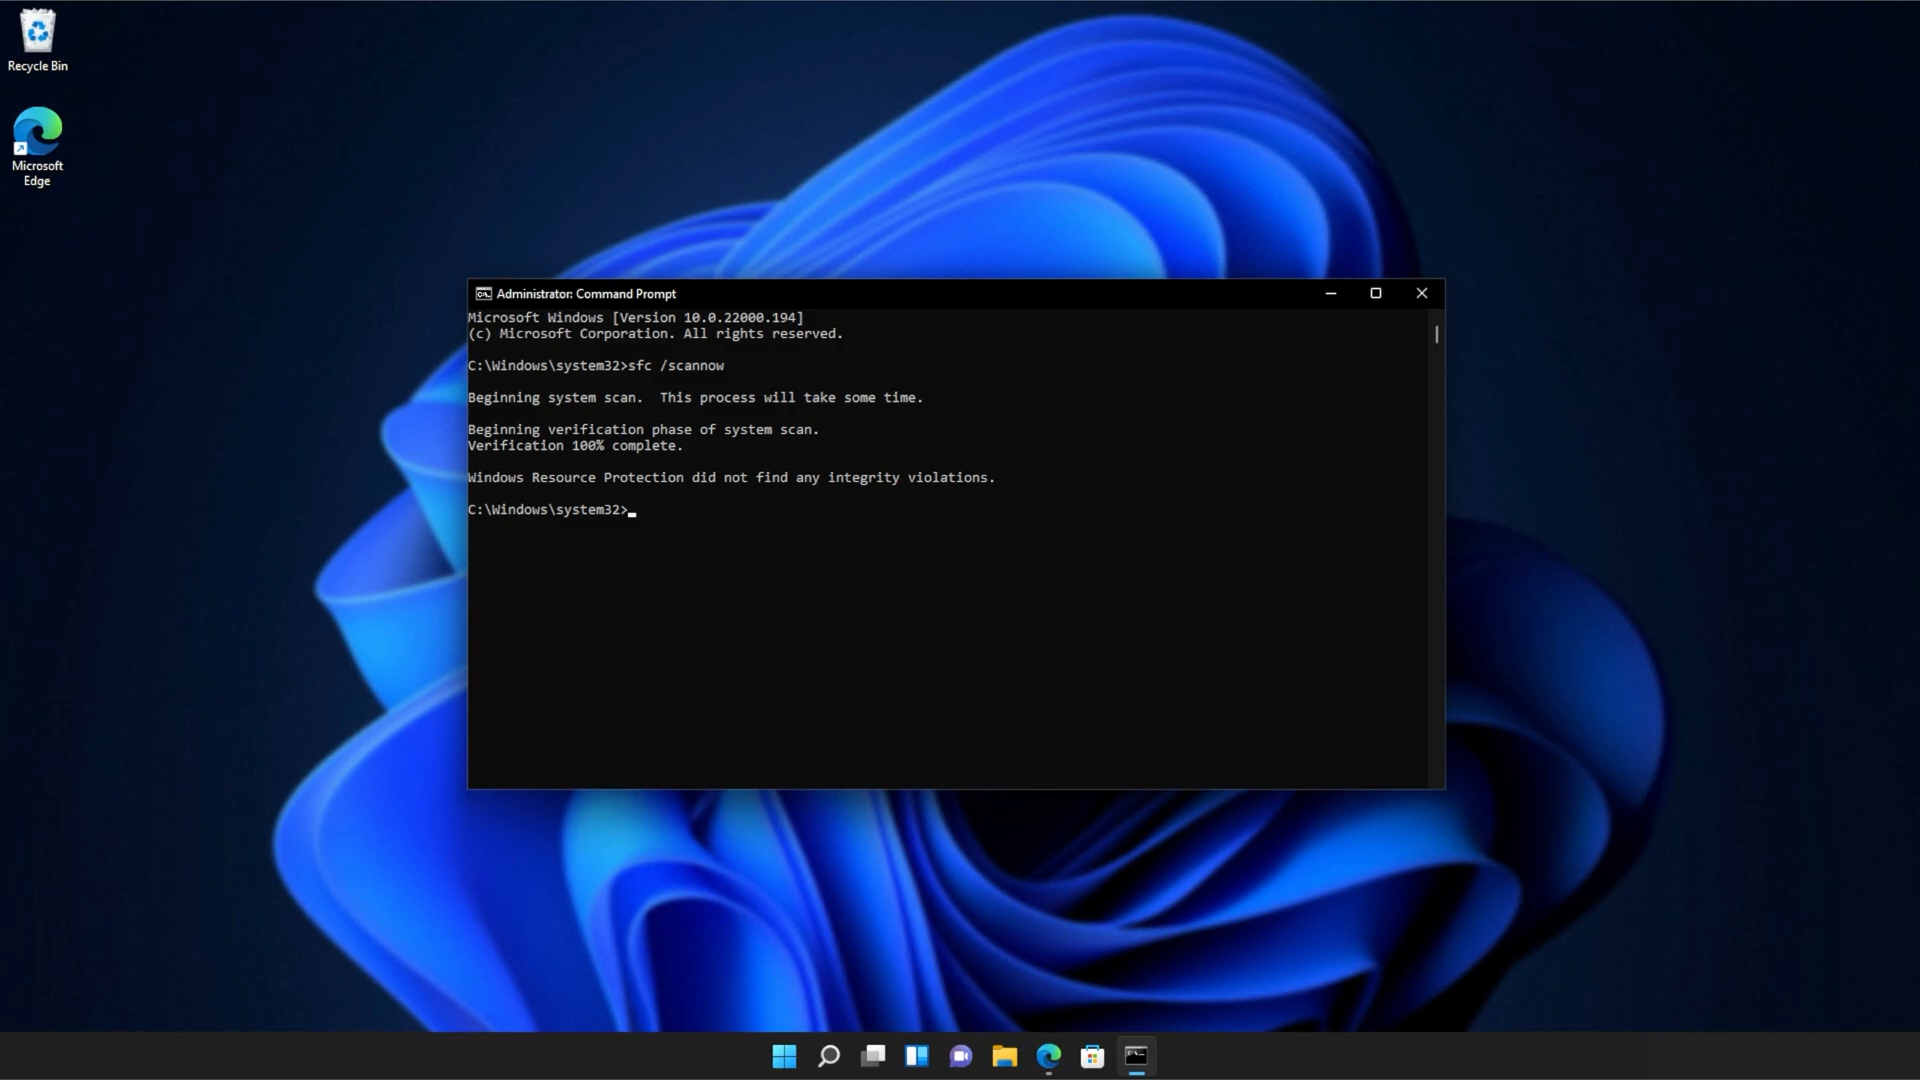 Recycle Bin
Microsoft
Edge
Administrator: Command Prompt
Microsoft Windows [Version 10.0.22000.194]
(c) Microsoft Corporation. All rights reserved.
C:\Windows\system32>sfc /scannow
Beginning system scan.  This process will take some time.
Beginning verification phase of system scan.
Verification 100% complete.
Windows Resource Protection did not find any integrity violations.
C:\Windows\system32>